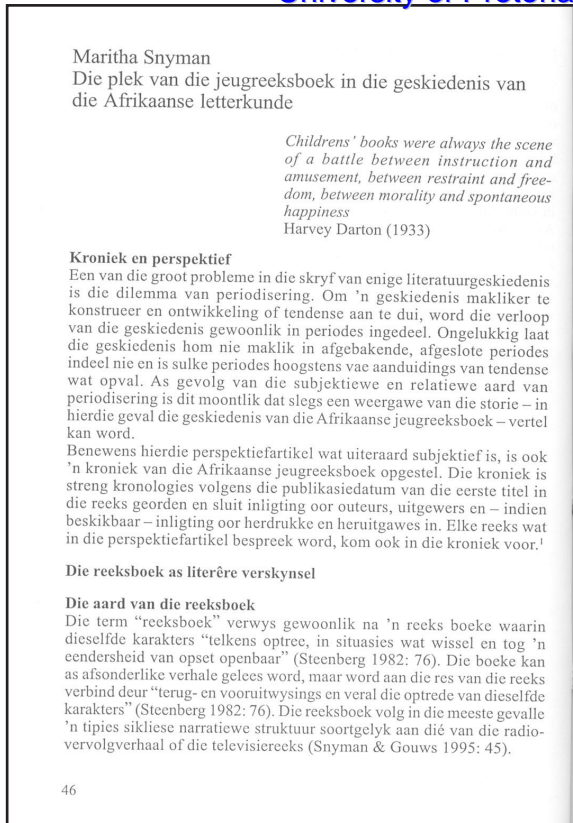 Maritha Snyman
Die plek van die jeugreeksboek in die geskiedenis van
die Afrikaanse letterkunde
Childrens' books were always the scene
of a battle between instruction and
amusement, between restraint and free-
dom, between morality and spontaneous
happiness
Harvey Darton (1933)
Kroniek en perspektief
Een van die groot probleme in die skryf van enige literatuurgeskiedenis
is die dilemma van periodisering. Om 'n geskiedenis makliker te
konstrueer en ontwikkeling of tendense aan te dui, word die verloop
van die geskiedenis gewoonlik in periodes ingedeel. Ongelukkig laat
die geskiedenis hom nie maklik in afgebakende, afgeslote periodes
indeel nie en is sulke periodes hoogstens vae aanduidings van tendense
wat opval. As gevolg van die subjektiewe en relatiewe aard van
periodisering is dit moontlik dat slegs een weergawe van die storie – in
hierdie geval die geskiedenis van die Afrikaanse jeugreeksboek – vertel
kan word.
Benewens hierdie perspektiefartikel wat uiteraard subjektief is, is ook
'n kroniek van die Afrikaanse jeugreeksboek opgestel. Die kroniek is
streng kronologies volgens die publikasiedatum van die eerste titel in
die reeks georden en sluit inligting oor outeurs, uitgewers en – indien
beskikbaar – inligting oor herdrukke en heruitgawes in. Elke reeks wat
in die perspektiefartikel bespreek word, kom ook in die kroniek voor.¹
Die reeksboek as literêre verskynsel
Die aard van die reeksboek
Die term “reeksboek” verwys gewoonlik na 'n reeks boeke waarin
dieselfde karakters “telkens optree, in situasies wat wissel en tog 'n
eendersheid van opset openbaar” (Steenberg 1982: 76). Die boeke kan
as afsonderlike verhale gelees word, maar word aan die res van die reeks
verbind deur “terug- en vooruitwysings en veral die optrede van dieselfde
karakters” (Steenberg 1982: 76). Die reeksboek volg in die meeste gevalle
'n tipies sikliese narratiewe struktuur soortgelyk aan dié van die radio-
vervolgverhaal of die televisiereeks (Snyman & Gouws 1995: 45).
46